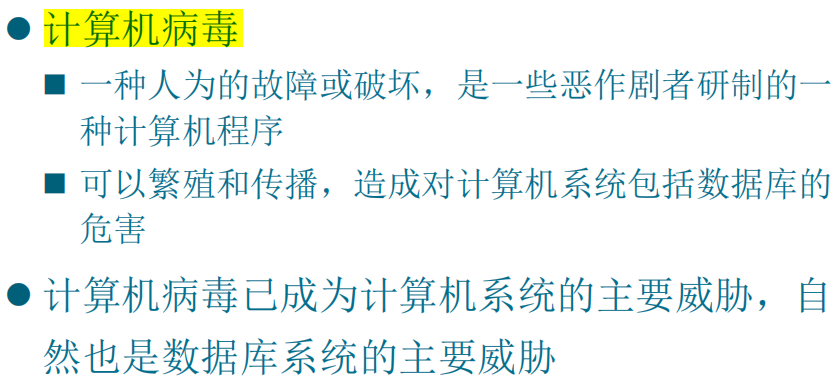 计算机病毒
一种人为的故障或破坏，是一些恶作剧者研制的一
种计算机程序
可以繁殖和传播，造成对计算机系统包括数据库的
危害
计算机病毒已成为计算机系统的主要威胁，自
然也是数据库系统的主要威胁